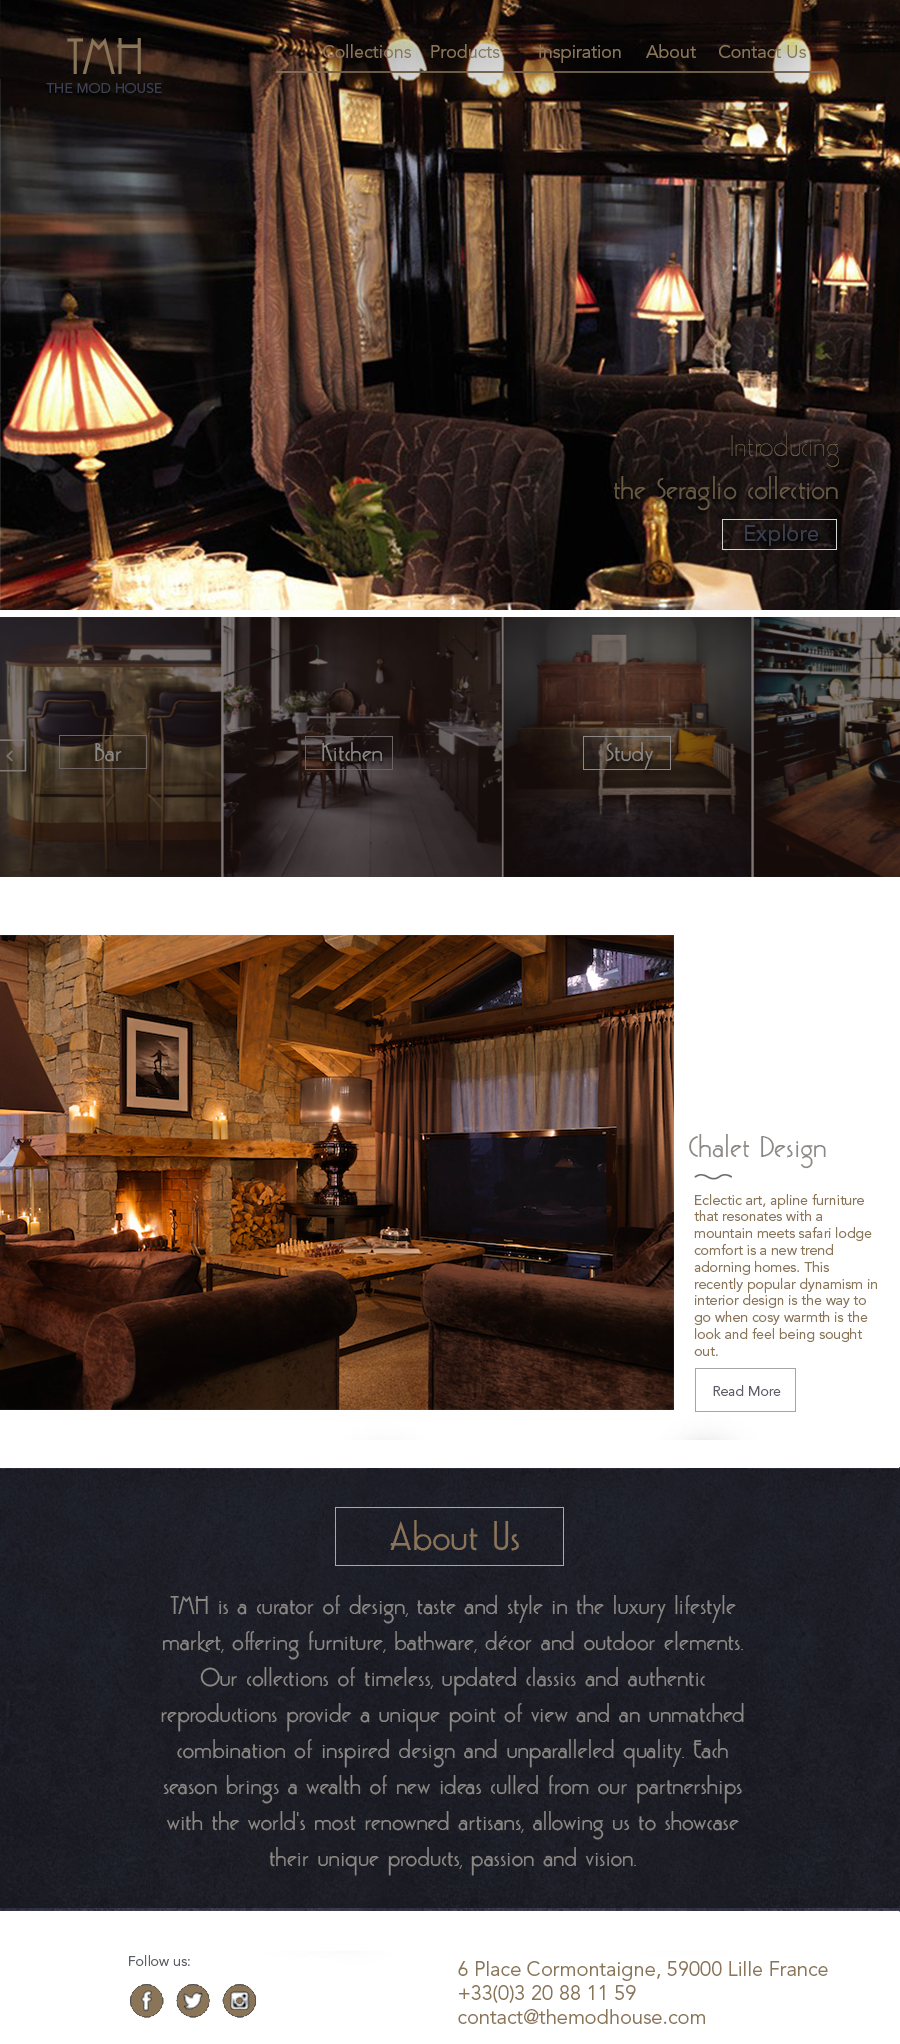 TMH
THE MOD HOUSE
Collections Products Inspiration About Contact Us
Introducing
the Seraglio collection
Explore
Bar
Kitchen
Study
Chalet Design
Eclectic art, apline furniture
that resonates with a
mountain meets safari lodge
comfort is a new trend
adorning homes. This
recently popular dynamism in
interior design is the way to
go when cosy warmth is the
look and feel being sought
out.
Read More
About Us
TMH is a curator of design, taste and style in the luxury lifestyle
market, offering furniture, bathware, décor and outdoor elements.
Our collections of timeless, updated classics and authentic
reproductions provide a unique point of view and an unmatched
combination of inspired design and unparalleled quality. Each
season brings a wealth of new ideas culled from our partnerships
with the world's most renowned artisans, allowing us to showcase
their unique products, passion and vision.
Follow us:
6 Place Cormontaigne, 59000 Lille France
+33(0)3 20 88 11 59
contact@themodhouse.com